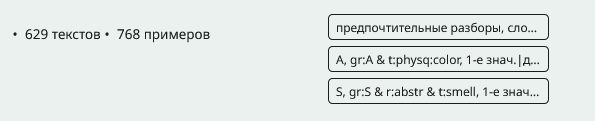 • 629 текстов • 768 примеров
предпочтительные разборы, сло...
A, gr:A & t:physq:color, 1-е знач.|д...
S, gr:S & r:abstr & t:smell, 1-е знач...